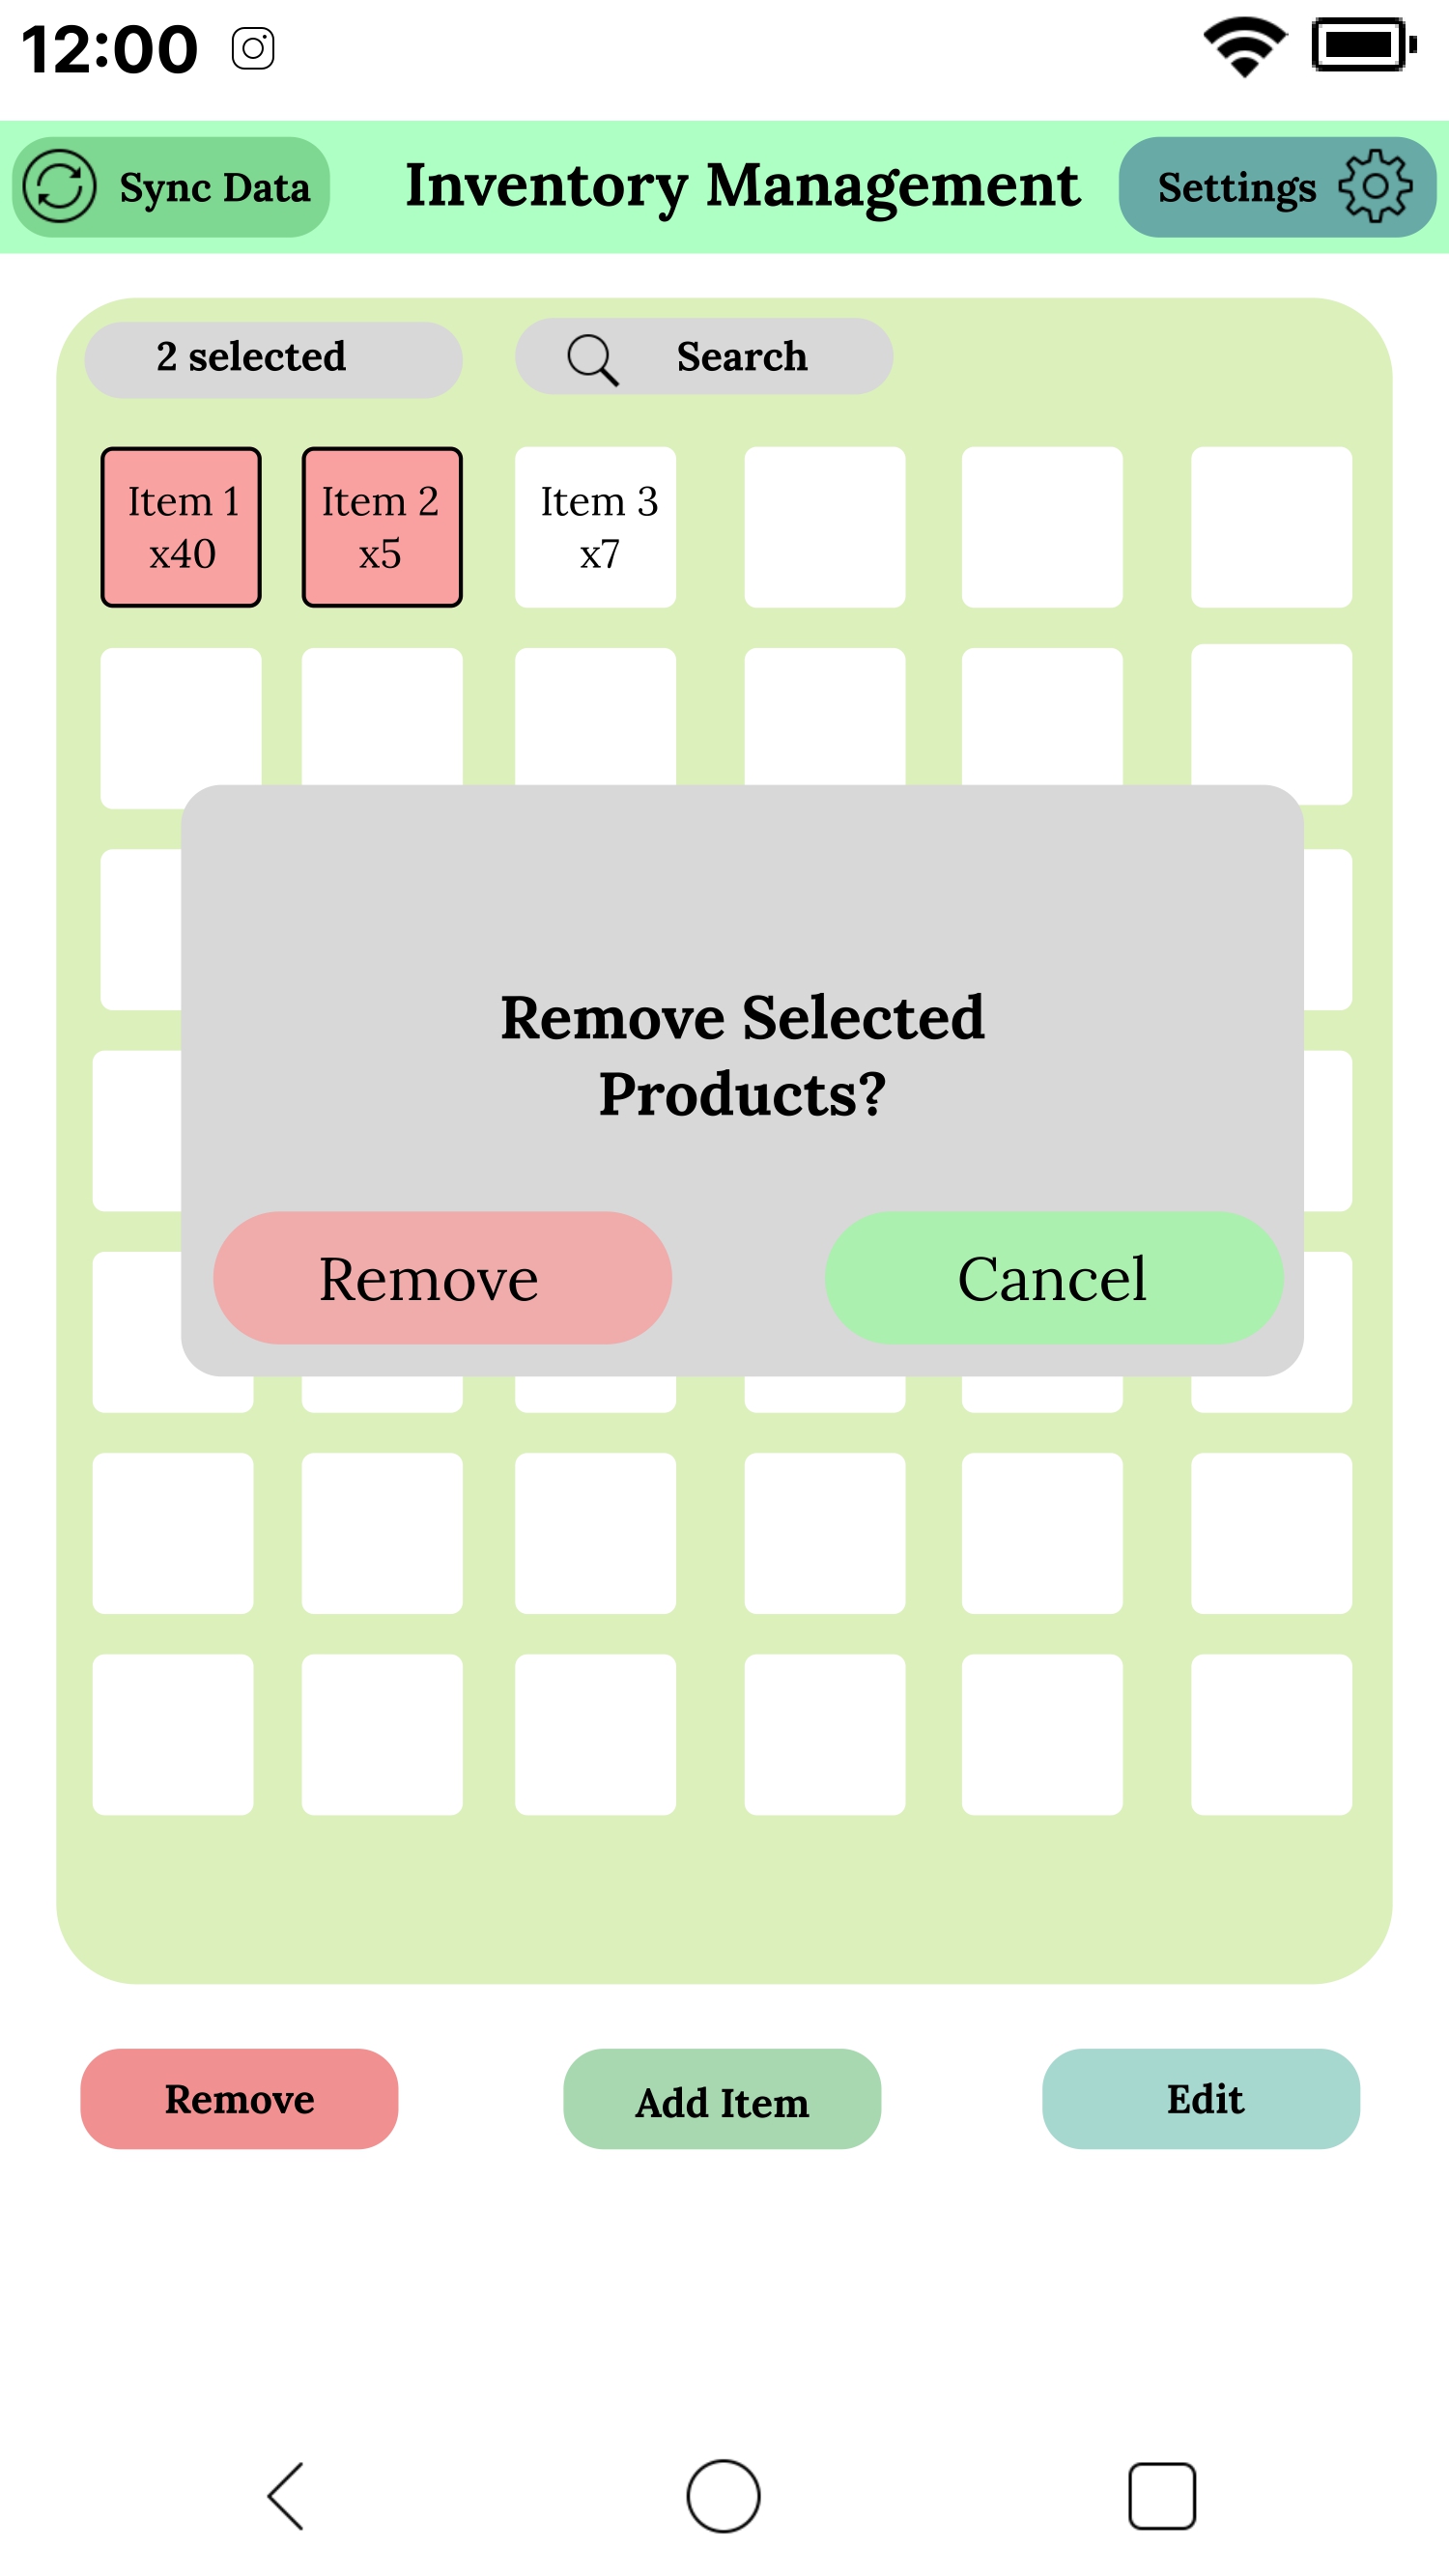 12:00
Sync Data
Inventory Management
Settings
2 selected
Search
Item 1
x40
Item 2
x5
Item 3
x7
Remove Selected
Products?
Remove
Cancel
Remove
Add Item
Edit